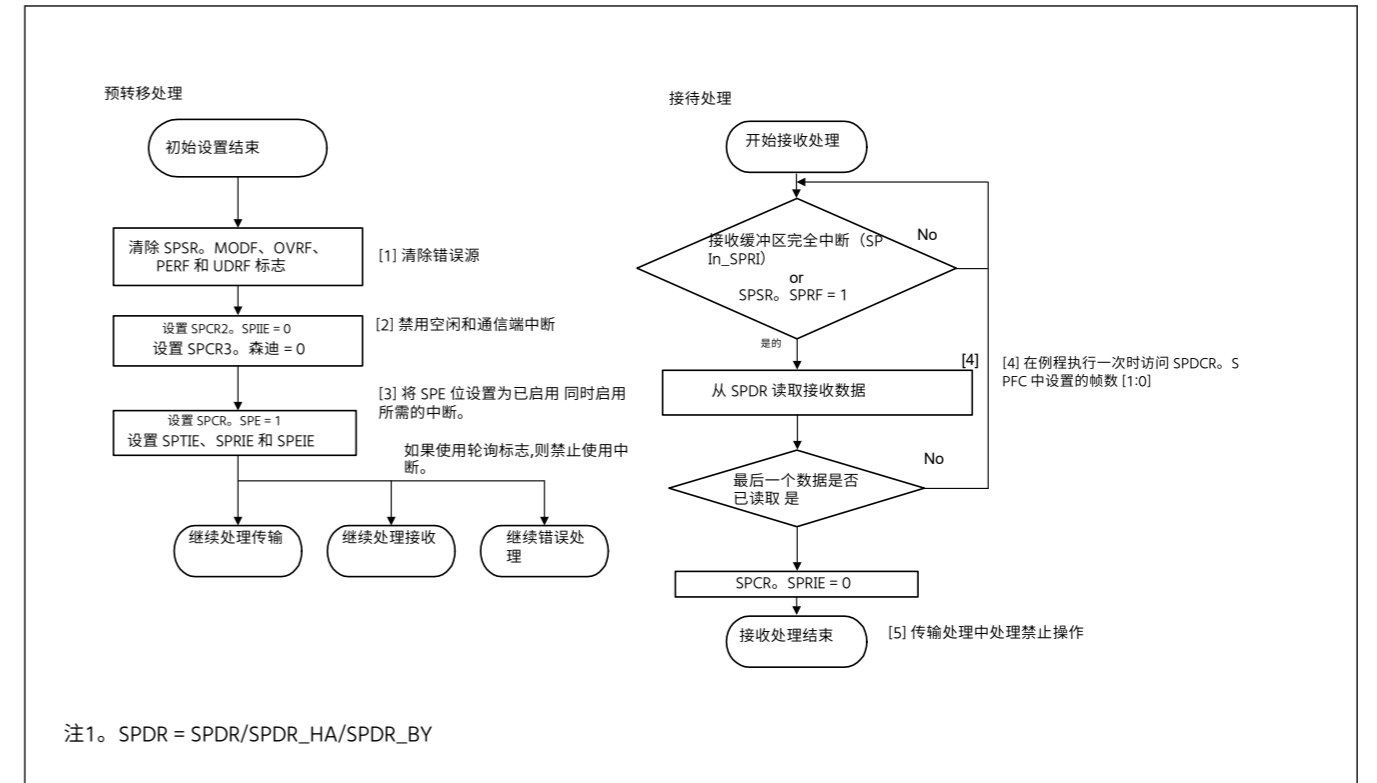 预转移处理
初始设置结束
清除 SPSR。MODF、OVRF、
PERF 和 UDRF 标志
[1] 清除错误源
设置 SPCR2。SPIIE = 0
设置 SPCR3。森迪 = 0
[2] 禁用空闲和通信端中断
设置 SPCR。SPE = 1
设置 SPTIE、SPRIE 和 SPEIE
[3] 将 SPE 位设置为已启用 同时启用
所需的中断。
如果使用轮询标志,则禁止使用中
断。
继续处理传输
继续处理接收
继续错误处
理
接待处理
开始接收处理
接收缓冲区完全中断（SP
In_SPRI）
or
SPSR。SPRF = 1
No
是的
[4]
从 SPDR 读取接收数据
[4] 在例程执行一次时访问 SPDCR。S
PFC 中设置的帧数 [1:0]
最后一个数据是否
已读取 是
No
SPCR。SPRIE = 0
接收处理结束
[5] 传输处理中处理禁止操作
注1。SPDR = SPDR/SPDR_HA/SPDR_BY